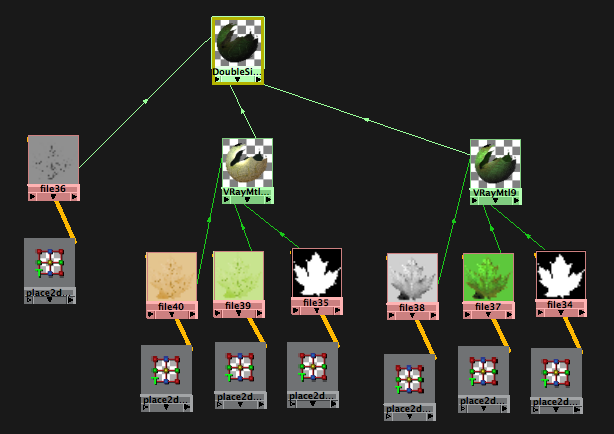 DoubleSi...
file36
VRayMtl...
VRayMtl9
place2d...
file40
file39
file35
file38
file37
file34
place2d...
place2d...
place2d...
place2d...
place2d...
place2d...